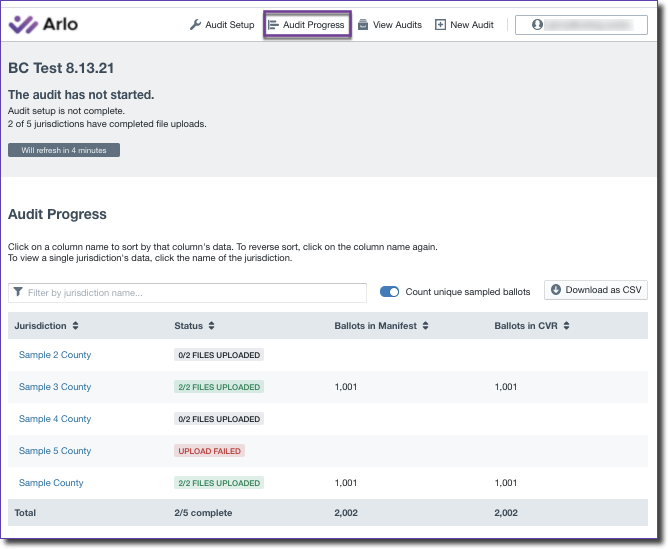 Arlo Audit Setup Audit Progress View Audits New Audit
BC Test 8.13.21
The audit has not started.
Audit setup is not complete.
2 of 5 jurisdictions have completed file uploads.
Will refresh in 4 minutes
Audit Progress
Click on a column name to sort by that column's data. To reverse sort, click on the column name again.
To view a single jurisdiction's data, click the name of the jurisdiction.
Filter by jurisdiction name... Count unique sampled ballots Download as CSV
Jurisdiction Status Ballots in Manifest Ballots in CVR
Sample 2 County 0/2 FILES UPLOADED
Sample 3 County 2/2 FILES UPLOADED 1,001 1,001
Sample 4 County 0/2 FILES UPLOADED
Sample 5 County UPLOAD FAILED
Sample County 2/2 FILES UPLOADED 1,001 1,001
Total 2/5 complete 2,002 2,002